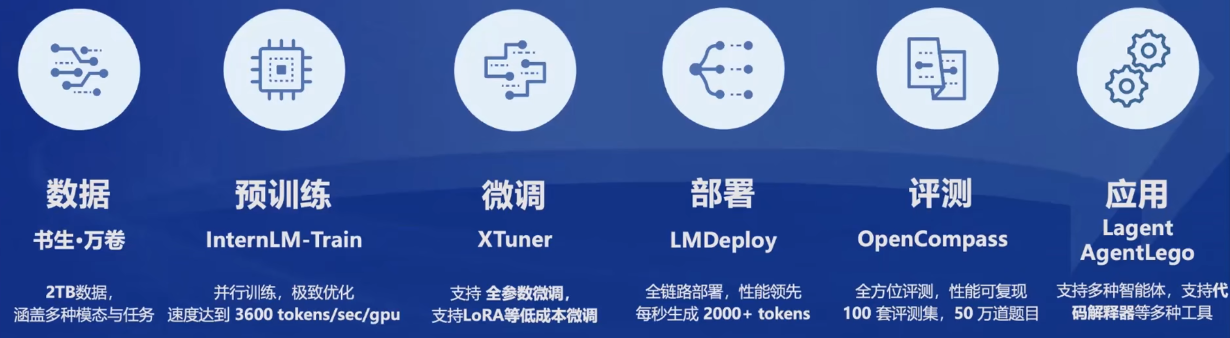 数据
书生·万卷
2TB数据，
涵盖多种模态与任务
预训练
InternLM-Train
并行训练，极致优化
速度达到 3600 tokens/sec/gpu
微调
XTuner
支持 全参数微调，
支持LoRA等低成本微调
部署
LMDeploy
全链路部署，性能领先
每秒生成 2000+ tokens
评测
OpenCompass
全方位评测，性能可复现
100 套评测集，50 万道题目
应用
Lagent
AgentLego
支持多种智能体，支持代
码解释器等多种工具